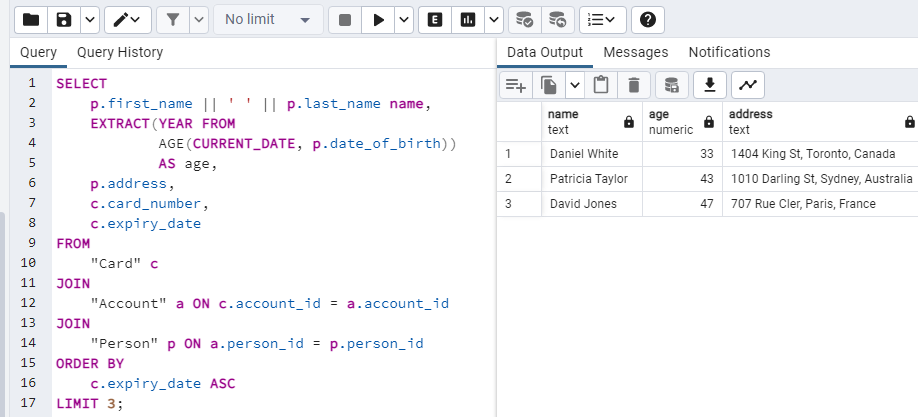 No limit
Query Query History
1 SELECT
2 p.first_name || ' ' || p.last_name name,
3 EXTRACT(YEAR FROM
4 AGE(CURRENT_DATE, p.date_of_birth))
5 AS age,
6 p.address,
7 c.card_number,
8 c.expiry_date
9 FROM
10 "Card" c
11 JOIN
12 "Account" a ON c.account_id = a.account_id
13 JOIN
14 "Person" p ON a.person_id = p.person_id
15 ORDER BY
16 c.expiry_date ASC
17 LIMIT 3;
Data Output Messages Notifications
name age address
text numeric text
1 Daniel White 33 1404 King St, Toronto, Canada
2 Patricia Taylor 43 1010 Darling St, Sydney, Australia
3 David Jones 47 707 Rue Cler, Paris, France